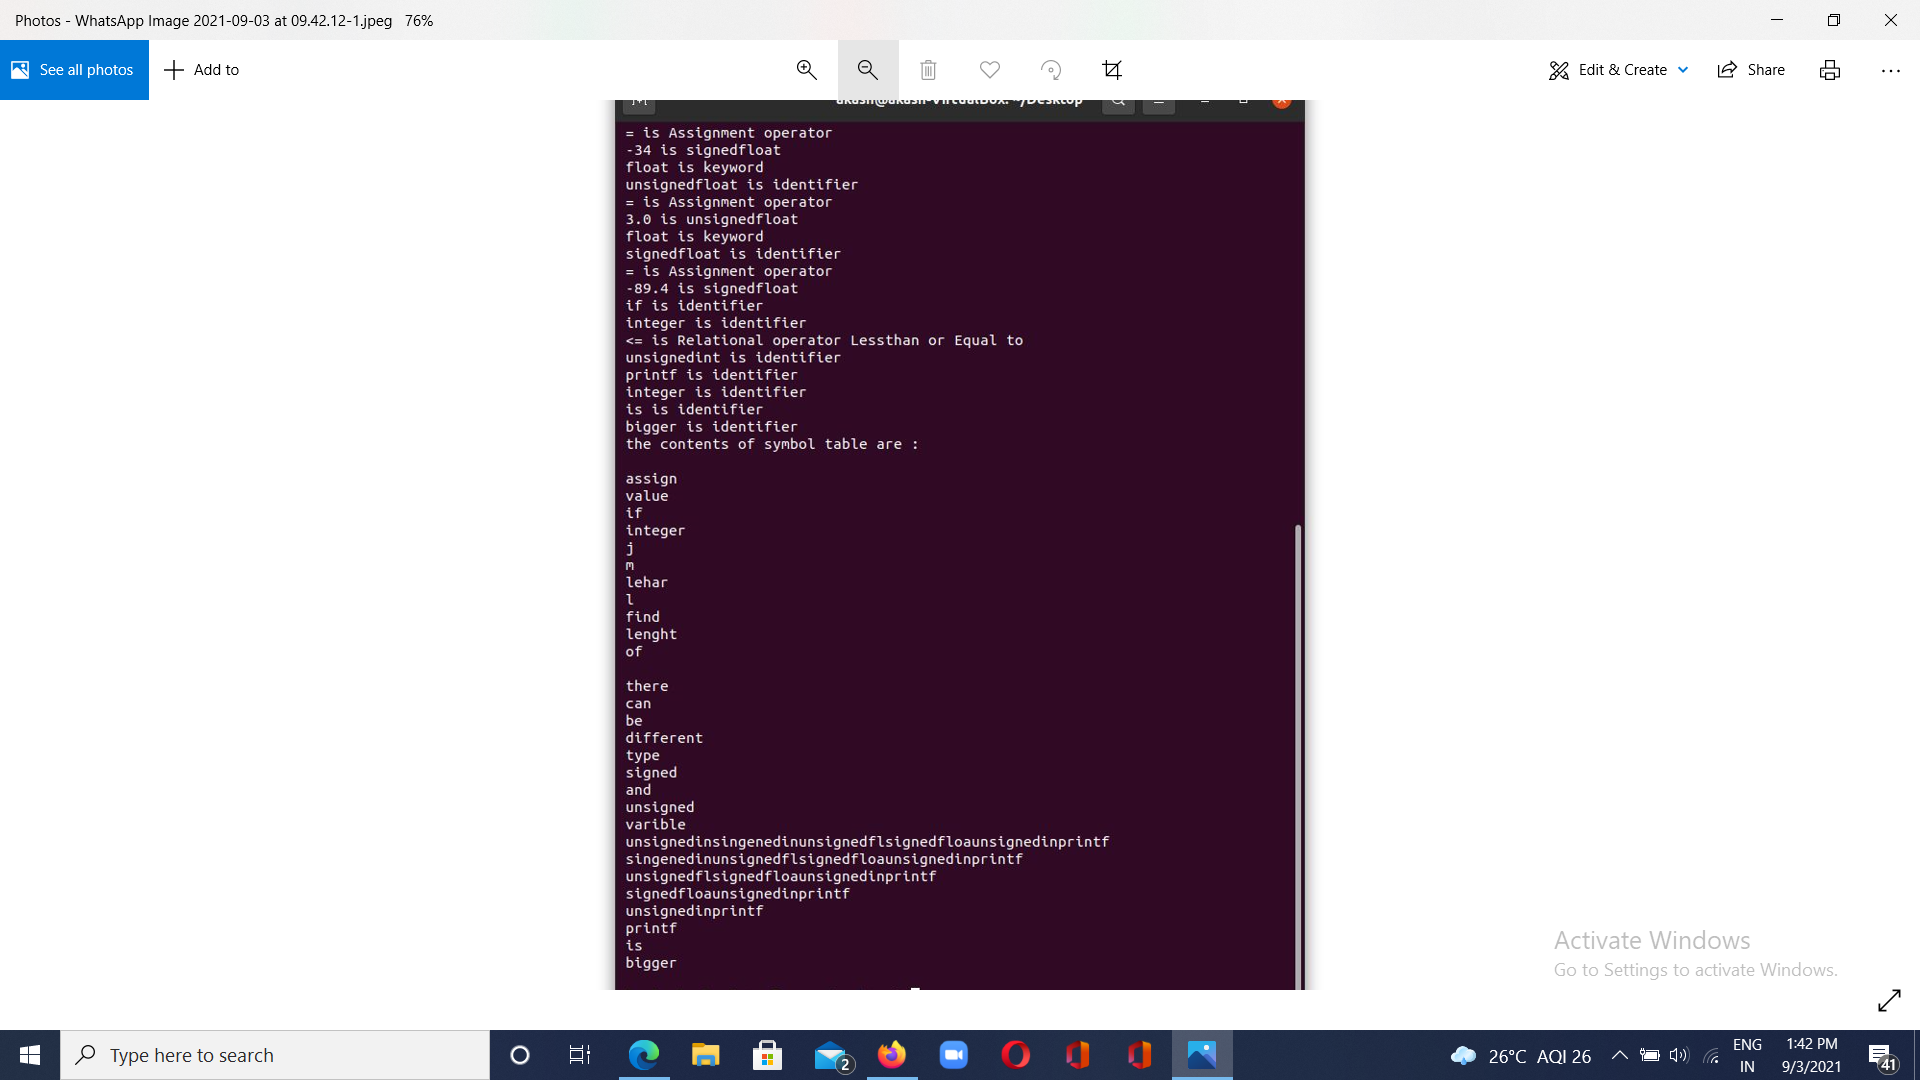 Photos - WhatsApp Image 2021-09-03 at 09.42.12-1.jpeg 76%
See all photos
Add to
Edit & Create
Share
akash@akash-VirtualBox: ~/Desktop
= is Assignment operator
-34 is signedfloat
float is keyword
unsignedfloat is identifier
= is Assignment operator
3.0 is unsignedfloat
float is keyword
signedfloat is identifier
= is Assignment operator
-89.4 is signedfloat
if is identifier
integer is identifier
<= is Relational operator Lessthan or Equal to
unsignedint is identifier
printf is identifier
integer is identifier
is is identifier
bigger is identifier
the contents of symbol table are :
assign
value
if
integer
j
m
lehar
l
find
lenght
of
there
can
be
different
type
signed
and
unsigned
varible
unsignedinsingenedinunsignedflsignedfloaunsignedinprintf
singenedinunsignedflsignedfloaunsignedinprintf
unsignedflsignedfloaunsignedinprintf
signedfloaunsignedinprintf
unsignedinprintf
printf
is
bigger
Activate Windows
Go to Settings to activate Windows.
Type here to search
2
26°C AQI 26
ENG
IN
1:42 PM
9/3/2021
41